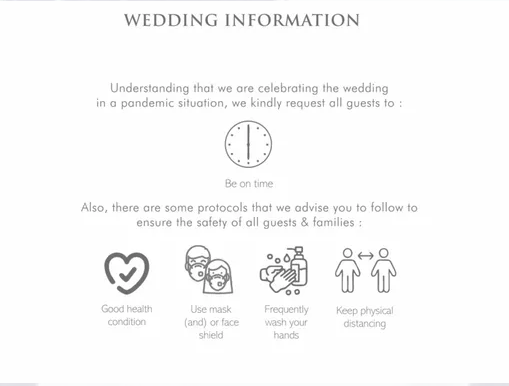 WEDDING INFORMATION
Understanding that we are celebrating the wedding
in a pandemic situation, we kindly request all guests to :
Be on time
Also, there are some protocols that we advise you to follow to
ensure the safety of all guests & families :
Good health
condition
Use mask
(and) or face
shield
Frequently
wash your
hands
Keep physical
distancing